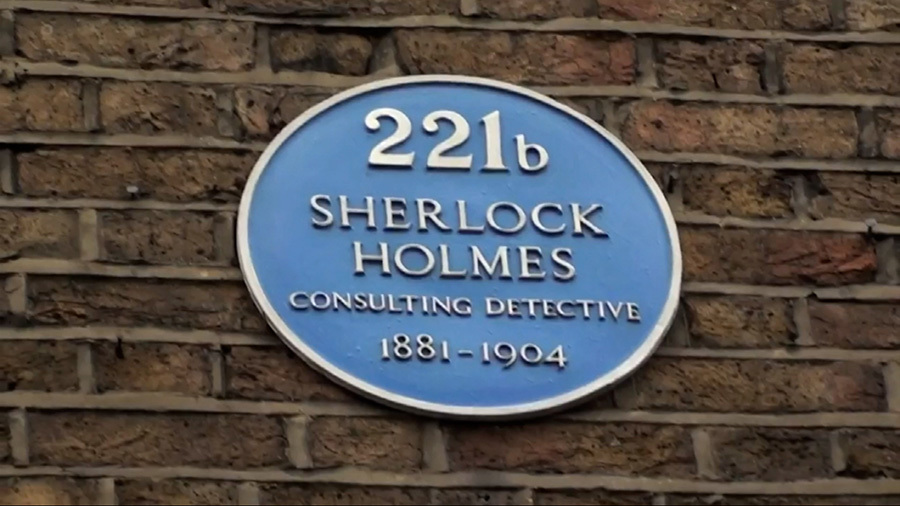 221b
SHERLOCK
HOLMES
CONSULTING DETECTIVE
1881-1904